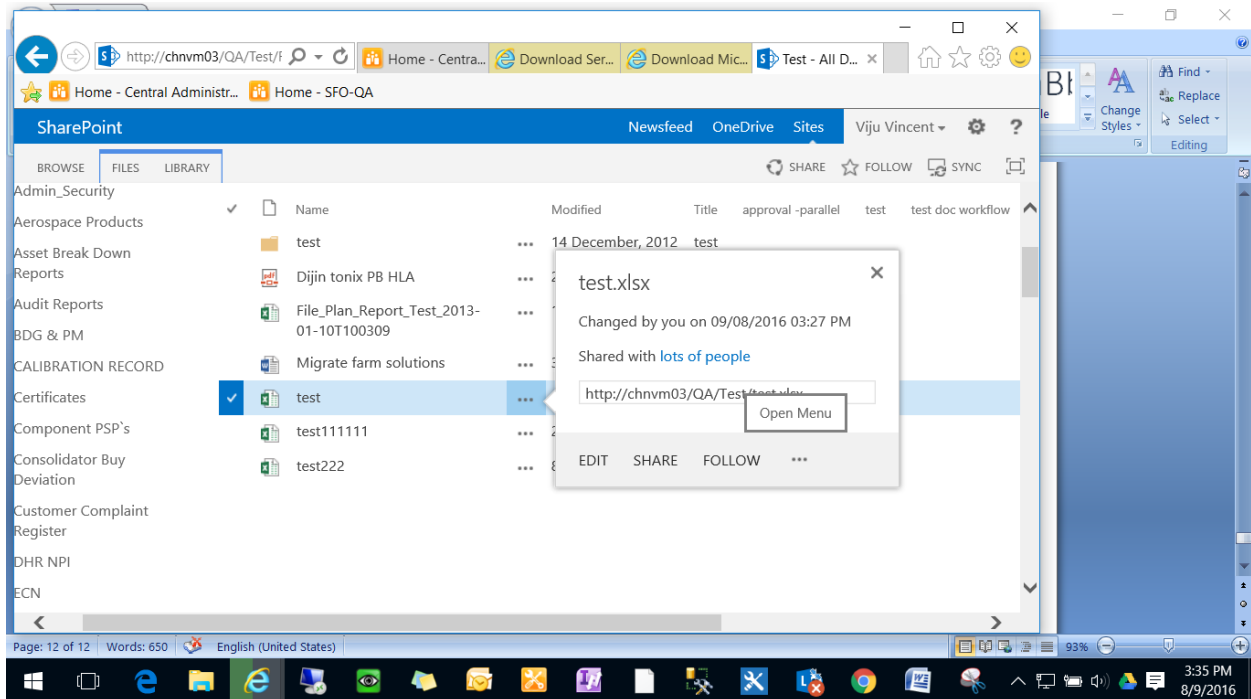 http://chnvm03/QA/Test/F
Home - Centra...
Download Ser...
Download Mic...
Test - All D...
Home - Central Administr...
Home - SFO-QA
Find
Replace
Select
Change
Styles
Editing
SharePoint
Newsfeed OneDrive Sites Viju Vincent ?
BROWSE FILES LIBRARY
SHARE FOLLOW SYNC
Admin_Security
Aerospace Products
Asset Break Down
Reports
Audit Reports
BDG & PM
CALIBRATION RECORD
Certificates
Component PSP`s
Consolidator Buy
Deviation
Customer Complaint
Register
DHR NPI
ECN
Name Modified Title approval -parallel test test doc workflow
test ... 14 December, 2012 test
Dijin tonix PB HLA ...
File_Plan_Report_Test_2013-
01-10T100309 ...
Migrate farm solutions ...
test ...
test111111 ...
test222 ...
test.xlsx
Changed by you on 09/08/2016 03:27 PM
Shared with lots of people
http://chnvm03/QA/Test/test.xlsx
Open Menu
EDIT SHARE FOLLOW ...
Page: 12 of 12 Words: 650 English (United States) 93%
3:35 PM
8/9/2016